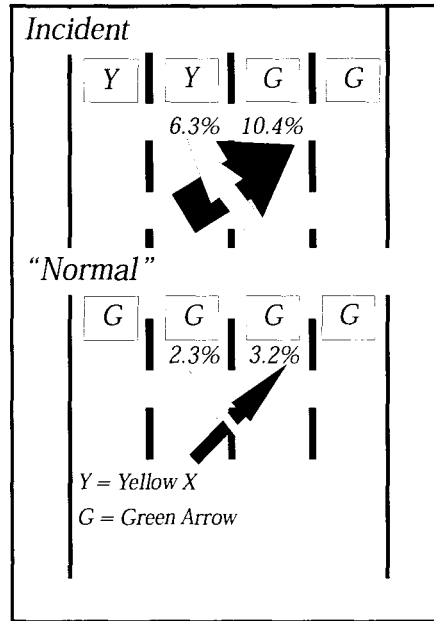 Incident
Y Y G G
6.3% 10.4%
"Normal"
G G G G
2.3% 3.2%
Y = Yellow X
G = Green Arrow